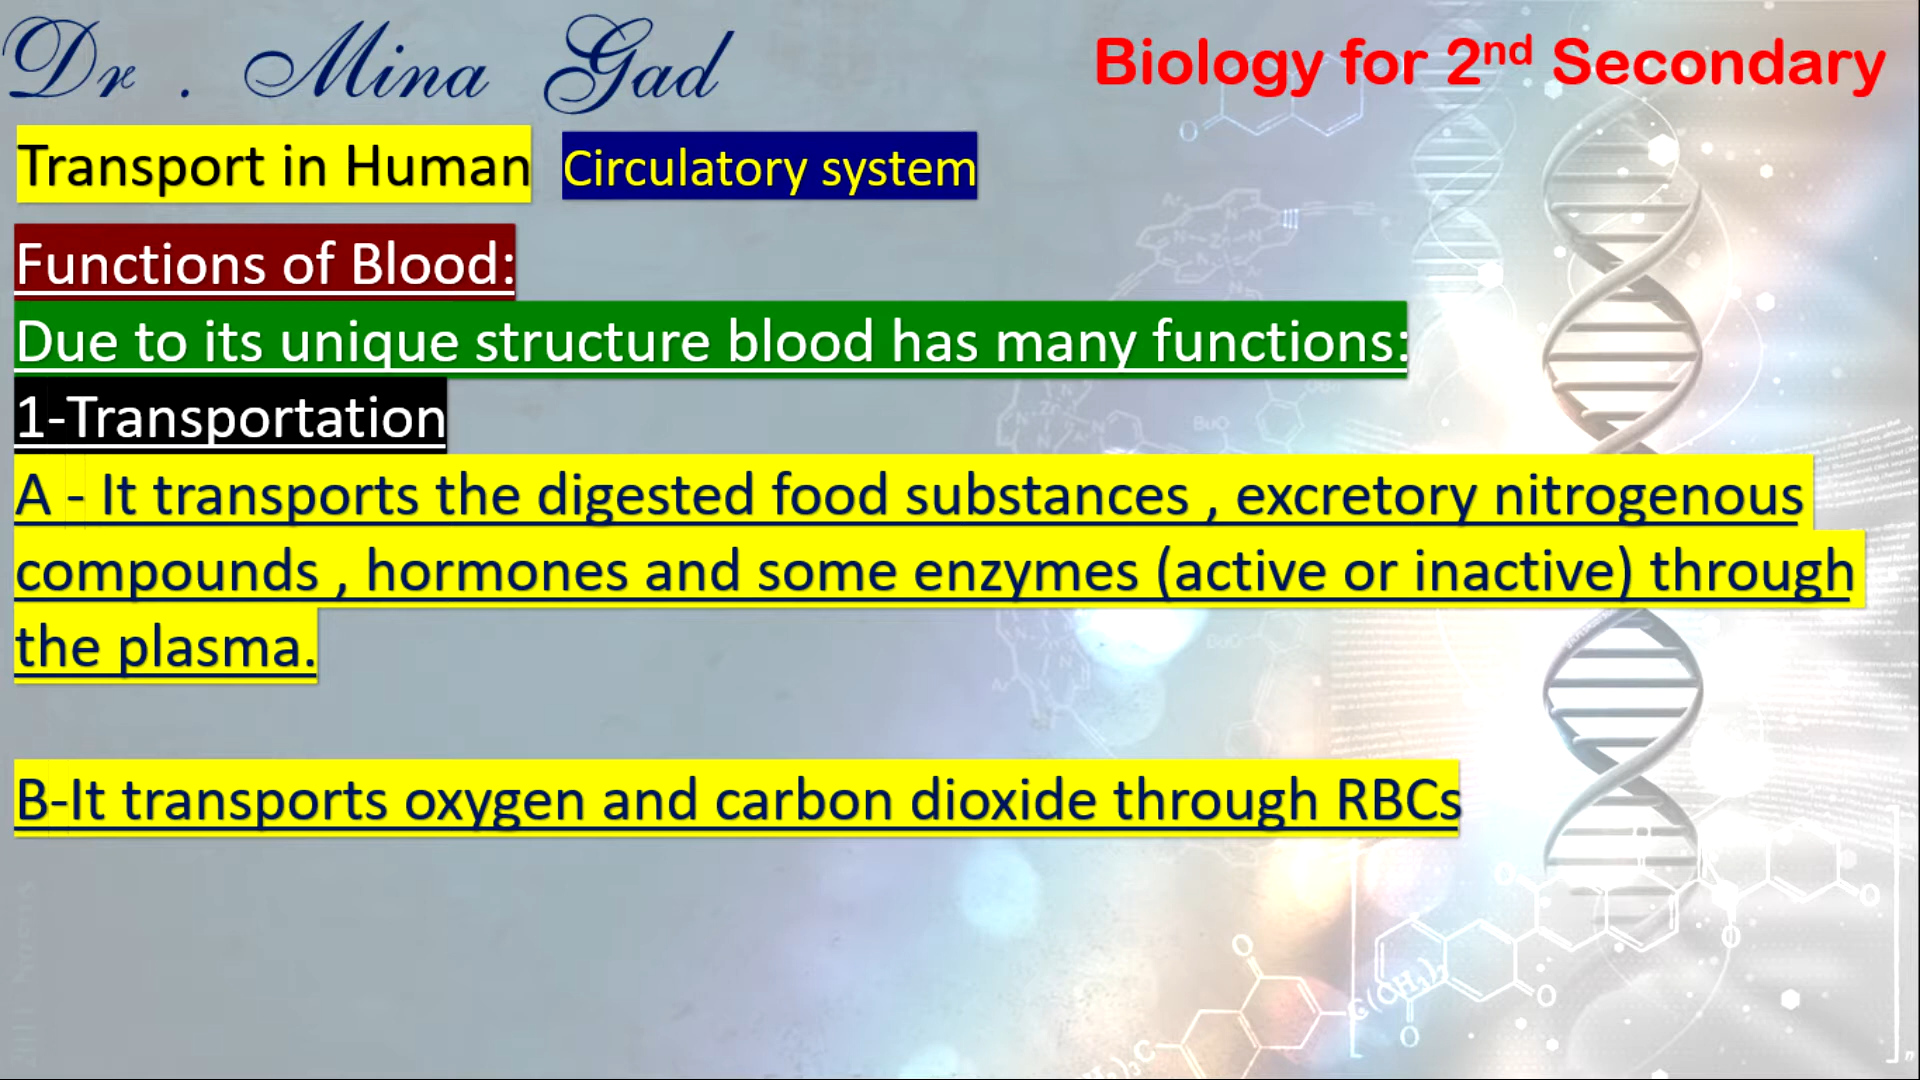 Dr . Mina Gad
Biology for 2nd Secondary
Transport in Human
Circulatory system
Functions of Blood:
Due to its unique structure blood has many functions:
1-Transportation
A - It transports the digested food substances , excretory nitrogenous
compounds , hormones and some enzymes (active or inactive) through
the plasma.
B-It transports oxygen and carbon dioxide through RBCs